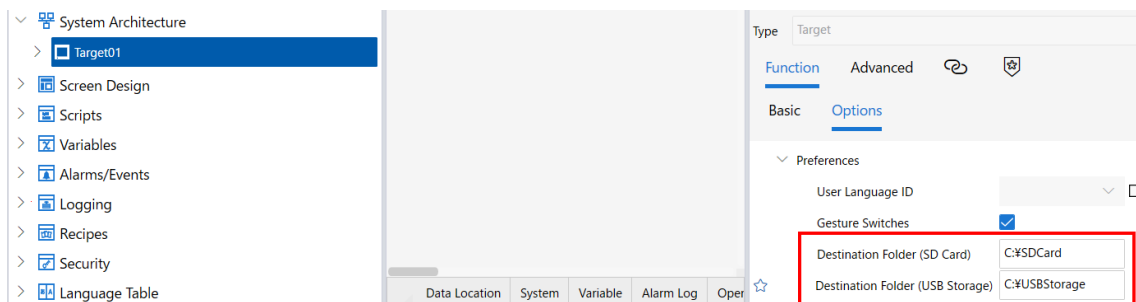 System Architecture
Target01
Screen Design
Scripts
Variables
Alarms/Events
Logging
Recipes
Security
Language Table
Data Location System Variable Alarm Log Oper
Type Target
Function Advanced
Basic Options
Preferences
User Language ID
Gesture Switches
Destination Folder (SD Card) C:¥SDCard
Destination Folder (USB Storage) C:¥USBStorage